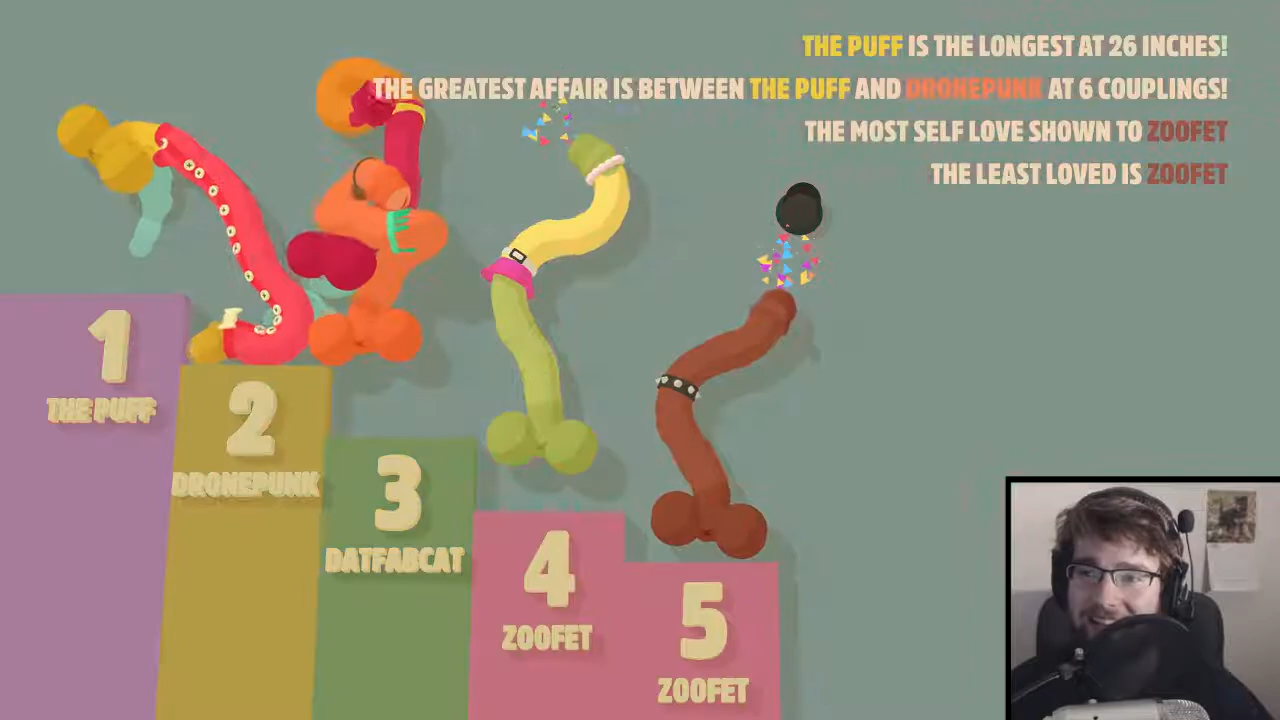 THE PUFF IS THE LONGEST AT 26 INCHES!
THE GREATEST AFFAIR IS BETWEEN THE PUFF AND DRONEPUNK AT 6 COUPLINGS!
THE MOST SELF LOVE SHOWN TO ZOOFET
THE LEAST LOVED IS ZOOFET
1
THE PUFF
2
DRONEPUNK
3
DATFABCAT
4
ZOOFET
5
ZOOFET